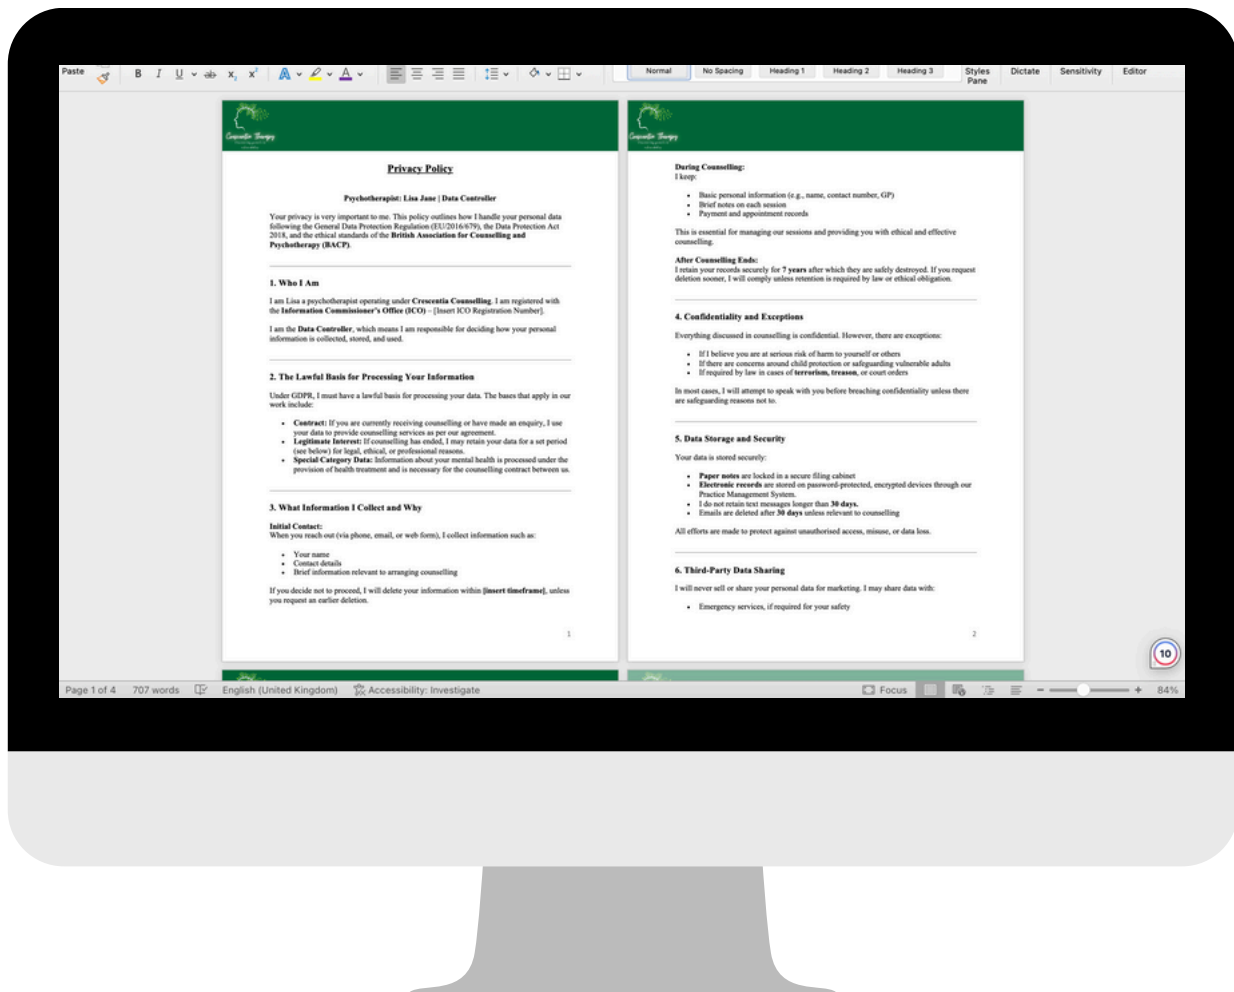 Paste
B I U ab x₂ x² A A
Normal
No Spacing
Heading 1
Heading 2
Heading 3
Styles
Pane
Dictate
Sensitivity
Editor
Crescentia Therapy
Privacy Policy
Psychotherapist: Lisa Jane | Data Controller
Your privacy is very important to me. This policy outlines how I handle your personal data
following the General Data Protection Regulation (EU/2016/679), the Data Protection Act
2018, and the ethical standards of the British Association for Counselling and
Psychotherapy (BACP).
1. Who I Am
I am Lisa a psychotherapist operating under Crescentia Counselling. I am registered with
the Information Commissioner's Office (ICO) – [Insert ICO Registration Number].
I am the Data Controller, which means I am responsible for deciding how your personal
information is collected, stored, and used.
2. The Lawful Basis for Processing Your Information
Under GDPR, I must have a lawful basis for processing your data. The bases that apply in our
work include:
• Contract: If you are currently receiving counselling or have made an enquiry, I use
your data to provide counselling services as per our agreement.
• Legitimate Interest: If counselling has ended, I may retain your data for a set period
(see below) for legal, ethical, or professional reasons.
• Special Category Data: Information about your mental health is processed under the
provision of health treatment and is necessary for the counselling contract between us.
3. What Information I Collect and Why
Initial Contact:
When you reach out (via phone, email, or web form), I collect information such as:
• Your name
• Contact details
• Brief information relevant to arranging counselling
If you decide not to proceed, I will delete your information within [insert timeframe], unless
you request an earlier deletion.
1
Crescentia Therapy
During Counselling:
I keep:
• Basic personal information (e.g., name, contact number, GP)
• Brief notes on each session
• Payment and appointment records
This is essential for managing our sessions and providing you with ethical and effective
counselling.
After Counselling Ends:
I retain your records securely for 7 years after which they are safely destroyed. If you request
deletion sooner, I will comply unless retention is required by law or ethical obligation.
4. Confidentiality and Exceptions
Everything discussed in counselling is confidential. However, there are exceptions:
• If I believe you are at serious risk of harm to yourself or others
• If there are concerns around child protection or safeguarding vulnerable adults
• If required by law in cases of terrorism, treason, or court orders
In most cases, I will attempt to speak with you before breaching confidentiality unless there
are safeguarding reasons not to.
5. Data Storage and Security
Your data is stored securely:
• Paper notes are locked in a secure filing cabinet
• Electronic records are stored on password-protected, encrypted devices through our
Practice Management System.
• I do not retain text messages longer than 30 days.
• Emails are deleted after 30 days unless relevant to counselling
All efforts are made to protect against unauthorised access, misuse, or data loss.
6. Third-Party Data Sharing
I will never sell or share your personal data for marketing. I may share data with:
• Emergency services, if required for your safety
2
10
Page 1 of 4
707 words
English (United Kingdom)
Accessibility: Investigate
Focus
84%